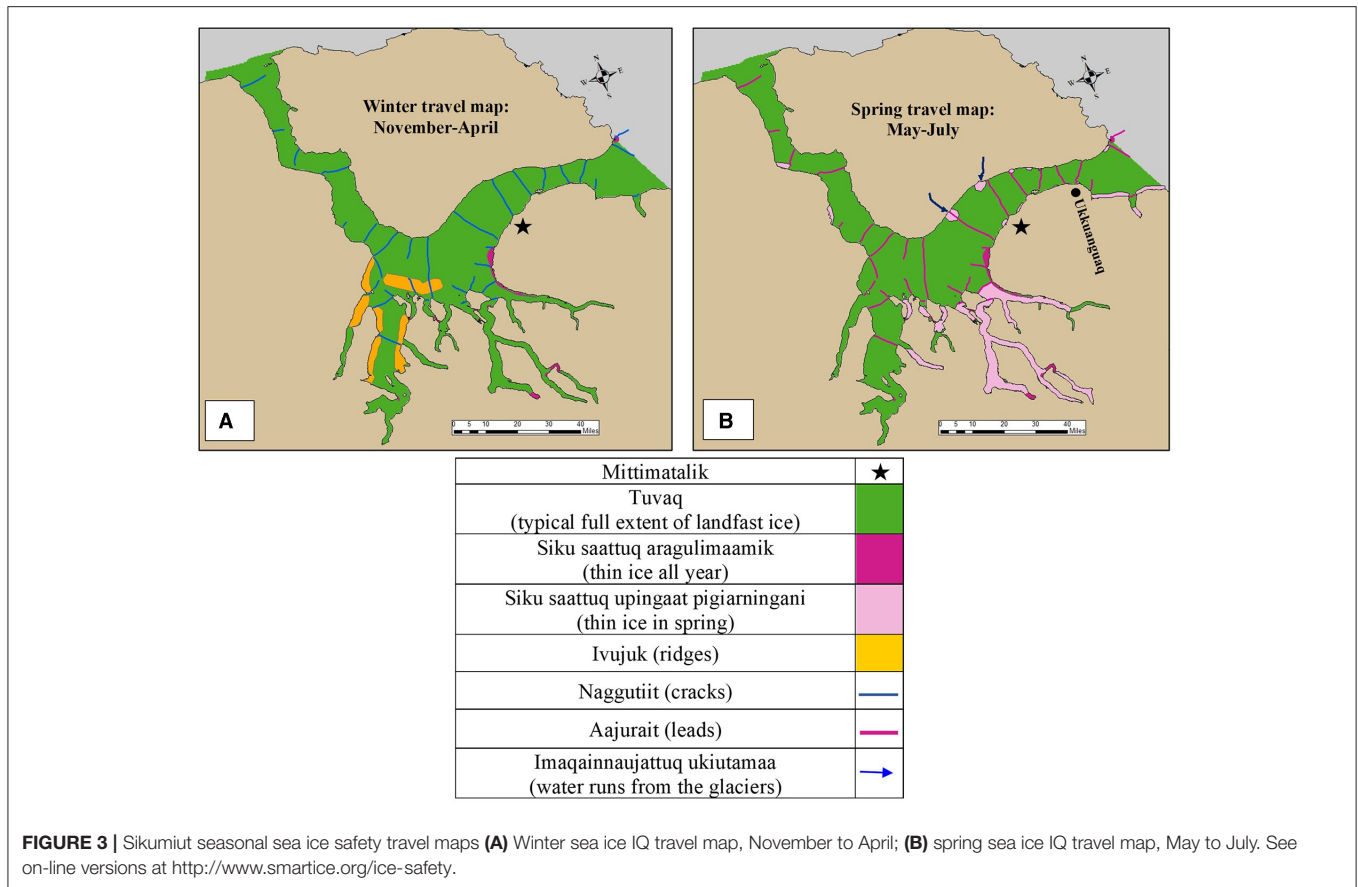 Winter travel map:
November-April
N
W
E
S
A
0 5 10 20 30 40
Miles
Spring travel map:
May-July
N
W
E
S
Ukkuanguaq
B
0 5 10 20 30 40
Miles
Mittimatalik
Tuvaq
(typical full extent of landfast ice)
Siku saattuq aragulimaamik
(thin ice all year)
Siku saattuq upingaat pigiarningani
(thin ice in spring)
Ivujuk (ridges)
Naggutiit (cracks)
Aajurait (leads)
Imaqainnaujattuq ukiutamaa
(water runs from the glaciers)
FIGURE 3 | Sikumiut seasonal sea ice safety travel maps (A) Winter sea ice IQ travel map, November to April; (B) spring sea ice IQ travel map, May to July. See
on-line versions at http://www.smartice.org/ice-safety.